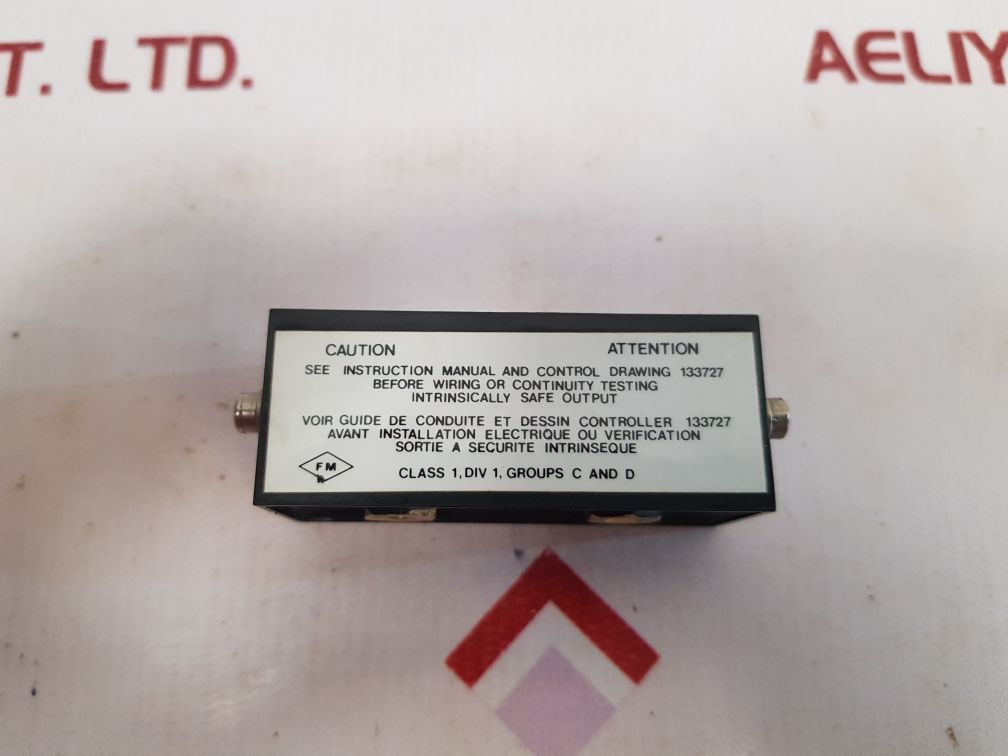 T. LTD.
AELIY
CAUTION ATTENTION
SEE INSTRUCTION MANUAL AND CONTROL DRAWING 133727
BEFORE WIRING OR CONTINUITY TESTING
INTRINSICALLY SAFE OUTPUT
VOIR GUIDE DE CONDUITE ET DESSIN CONTROLLER 133727
AVANT INSTALLATION ELECTRIQUE OU VERIFICATION
SORTIE A SECURITE INTRINSEQUE
FM
CLASS 1, DIV 1, GROUPS C AND D